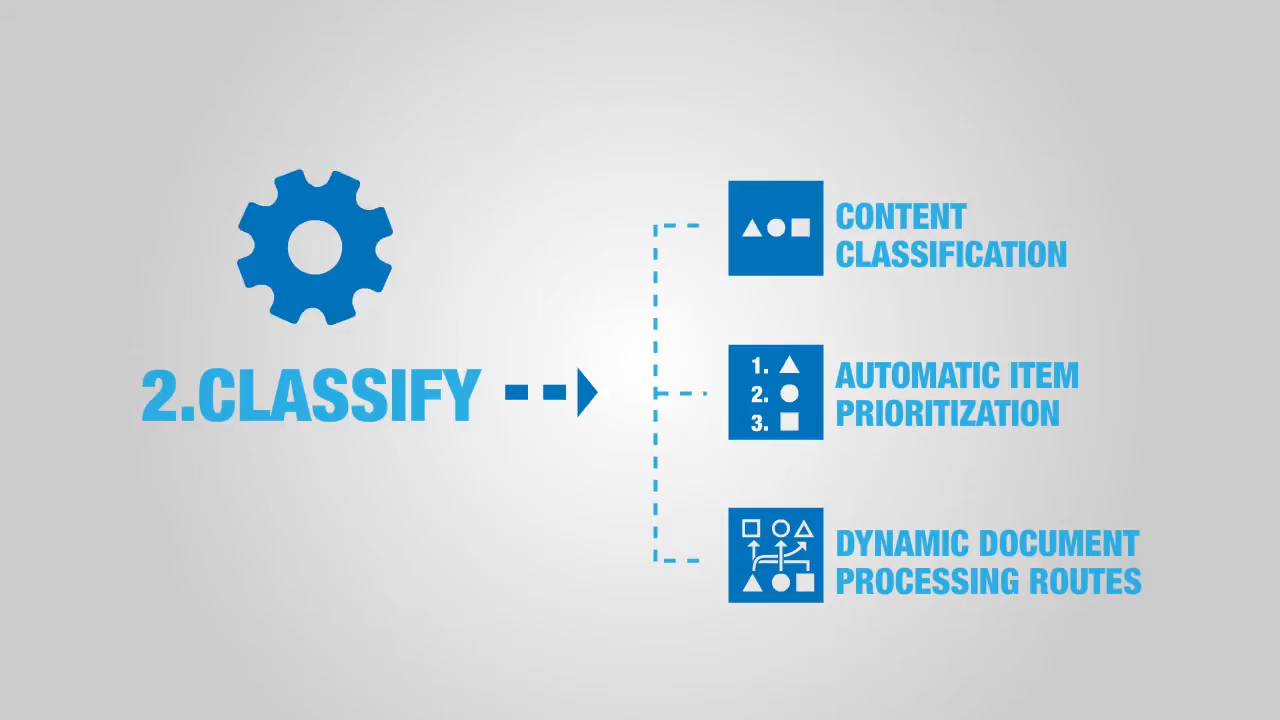 2.CLASSIFY
CONTENT
CLASSIFICATION
1.
2.
3.
AUTOMATIC ITEM
PRIORITIZATION
DYNAMIC DOCUMENT
PROCESSING ROUTES